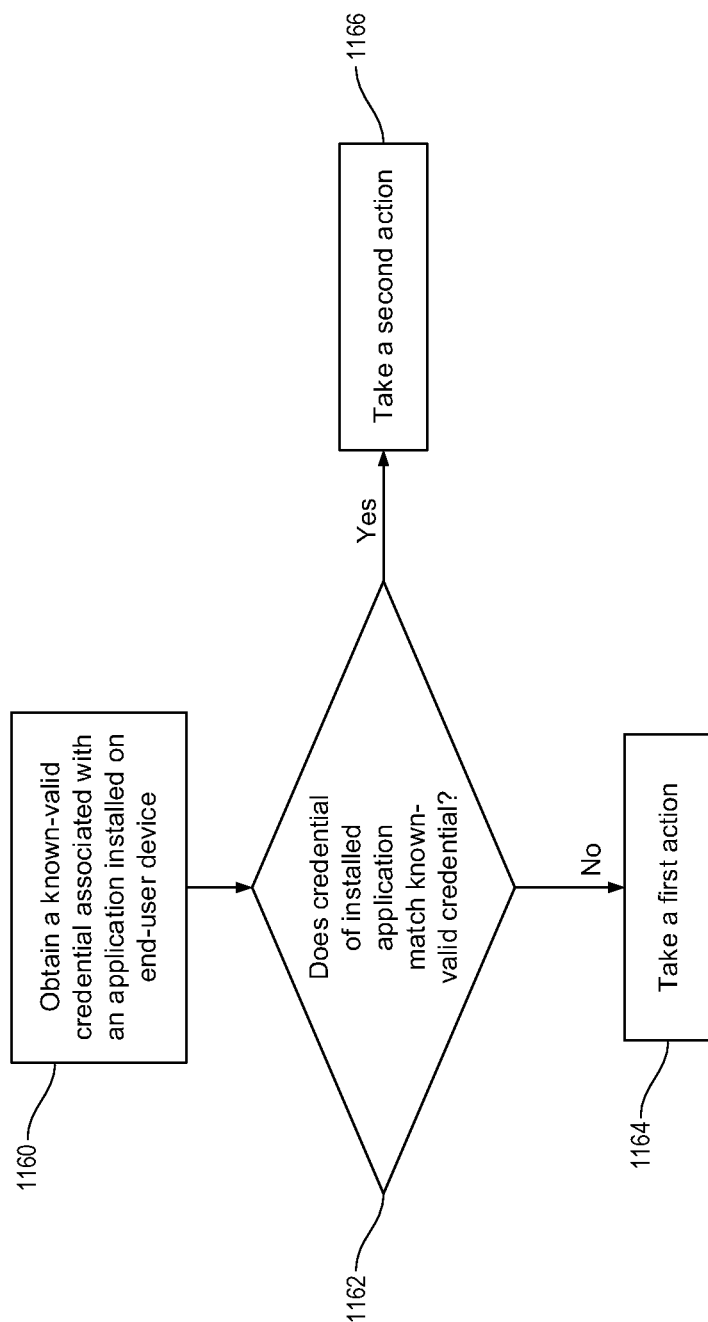 1160
Obtain a known-valid
credential associated with
an application installed on
end-user device
1162
Does credential
of installed
application
match known-
valid credential?
Yes
1166
Take a second action
No
1164
Take a first action